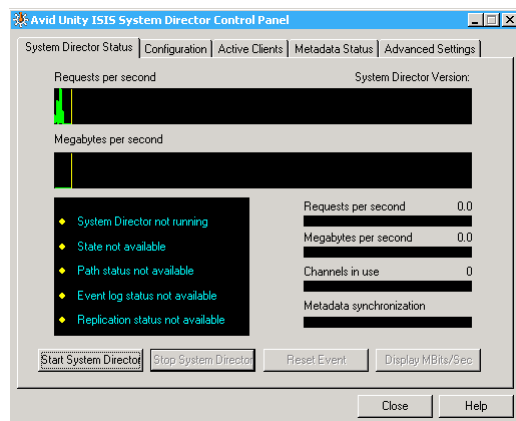 Avid Unity ISIS System Director Control Panel
System Director Status Configuration Active Clients Metadata Status Advanced Settings
Requests per second System Director Version:
Megabytes per second
System Director not running
State not available
Path status not available
Event log status not available
Replication status not available
Requests per second 0.0
Megabytes per second 0.0
Channels in use 0
Metadata synchronization
Start System Director Stop System Director Reset Event Display MBits/Sec
Close Help